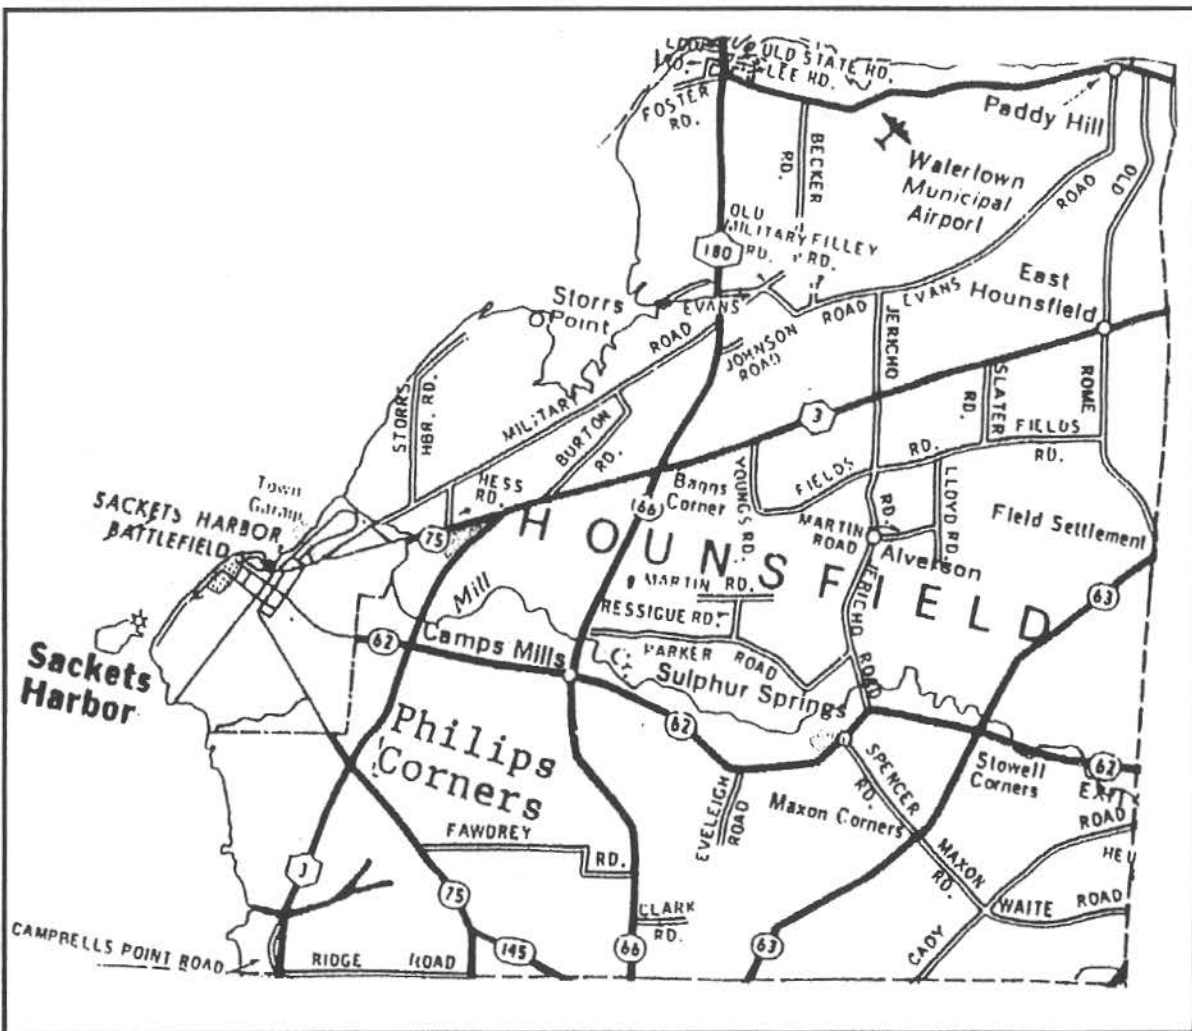 OLD STATE RD.
LEE RD.
FOSTER
RD.
BECKER
RD.
Paddy Hill
Watertown
Municipal
Airport
ROAD
OLD
OLD
MILITARY
RD.
FILLEY
RD.
180
East
Hounsfield
EVANS
ROAD
EVANS
Storrs
Point
ROAD
JOHNSON
ROAD
JERICHO
STORRS
HBR. RD.
MILITARY
BURTON
RD.
3
SLATER
RD.
ROME
FIELDS
RD.
Town
Garage
HESS
RD.
Baggs
Corner
YOUNGS RD.
FIELDS
RD.
LLOYD RD.
SACKETS HARBOR
BATTLEFIELD
75
66
MARTIN
ROAD
RD.
Alverson
Field Settlement
HOUNSFIELD
Mill
Cr.
MARTIN RD.
RESSIGUE RD.
JERICHO
ROAD
63
62
Camps Mills
PARKER ROAD
Sulphur Springs
Sackets
Harbor
62
Philips
Corners
SPENCER
RD.
Stowell
Corners
62
EVELEIGH
ROAD
Maxon Corners
ROAD
FAWDREY
RD.
MAXON
RD.
3
75
CLARK
RD.
WAITE ROAD
CAMPBELLS POINT ROAD
RIDGE ROAD
145
66
63
CADY